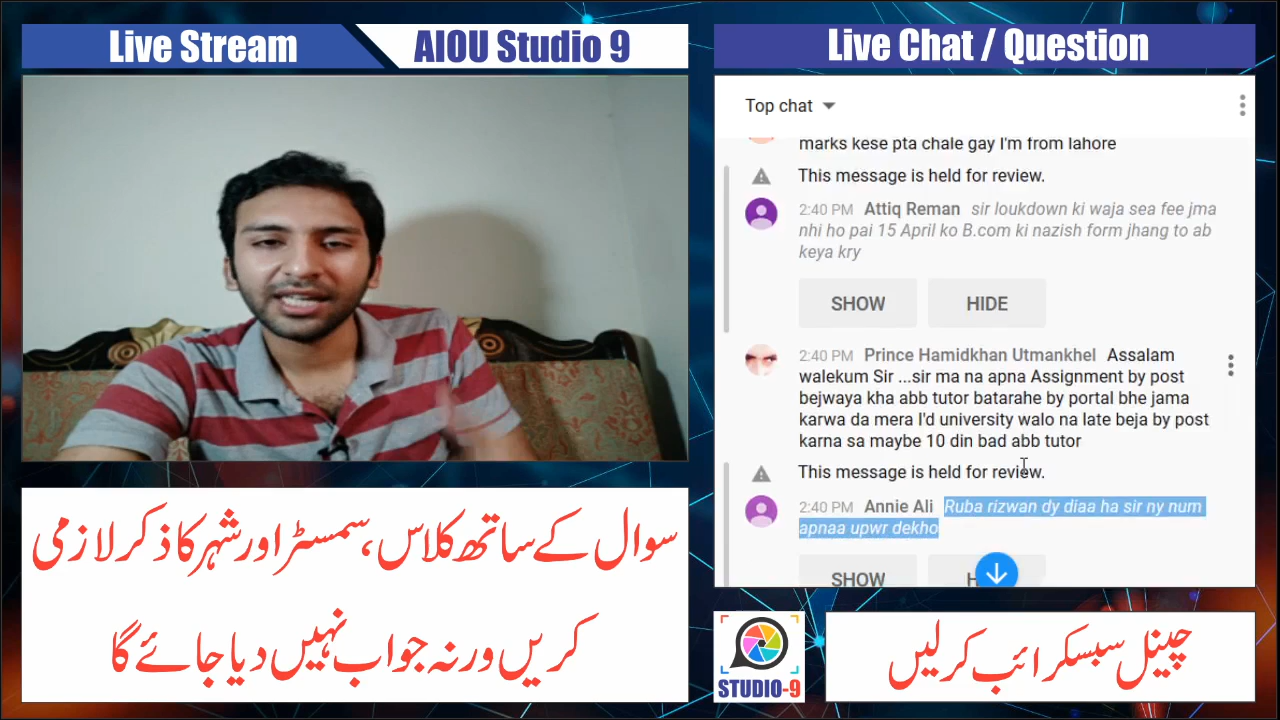 Live Stream
AIOU Studio 9
Live Chat / Question
Top chat
marks kese pta chale gay I'm from lahore
This message is held for review.
2:40 PM Attiq Reman sir loukdown ki waja sea fee jma
nhi ho pai 15 April ko B.com ki nazish form jhang to ab
keya kry
SHOW HIDE
2:40 PM Prince Hamidkhan Utmankhel Assalam
walekum Sir ...sir ma na apna Assignment by post
bejwaya kha abb tutor batarahe by portal bhe jama
karwa da mera I'd university walo na late beja by post
karna sa maybe 10 din bad abb tutor
This message is held for review.
2:40 PM Annie Ali Ruba rizwan dy diaa ha sir ny num
apnaa upwr dekho
SHOW H
سوال کے ساتھ کلاس، سمسٹر اور شہر کا ذکر لازمی
کریں ورنہ جواب نہیں دیا جائے گا
STUDIO-9
چینل سبسکرائب کر لیں